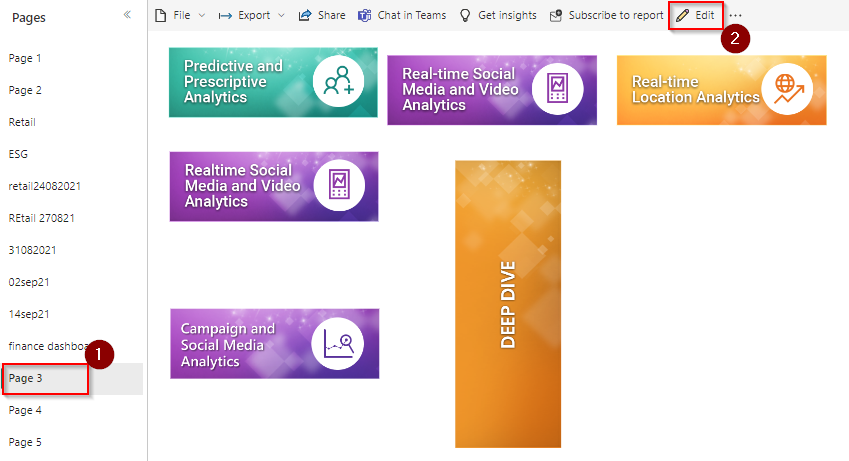 Pages
Page 1
Page 2
Retail
ESG
retail24082021
REtail 270821
31082021
02sep21
14sep21
finance dashboa
1
Page 3
Page 4
Page 5
File
Export
Share
Chat in Teams
Get insights
Subscribe to report
Edit
2
Predictive and
Prescriptive
Analytics
Real-time Social
Media and Video
Analytics
Real-time
Location Analytics
Realtime Social
Media and Video
Analytics
DEEP DIVE
Campaign and
Social Media
Analytics